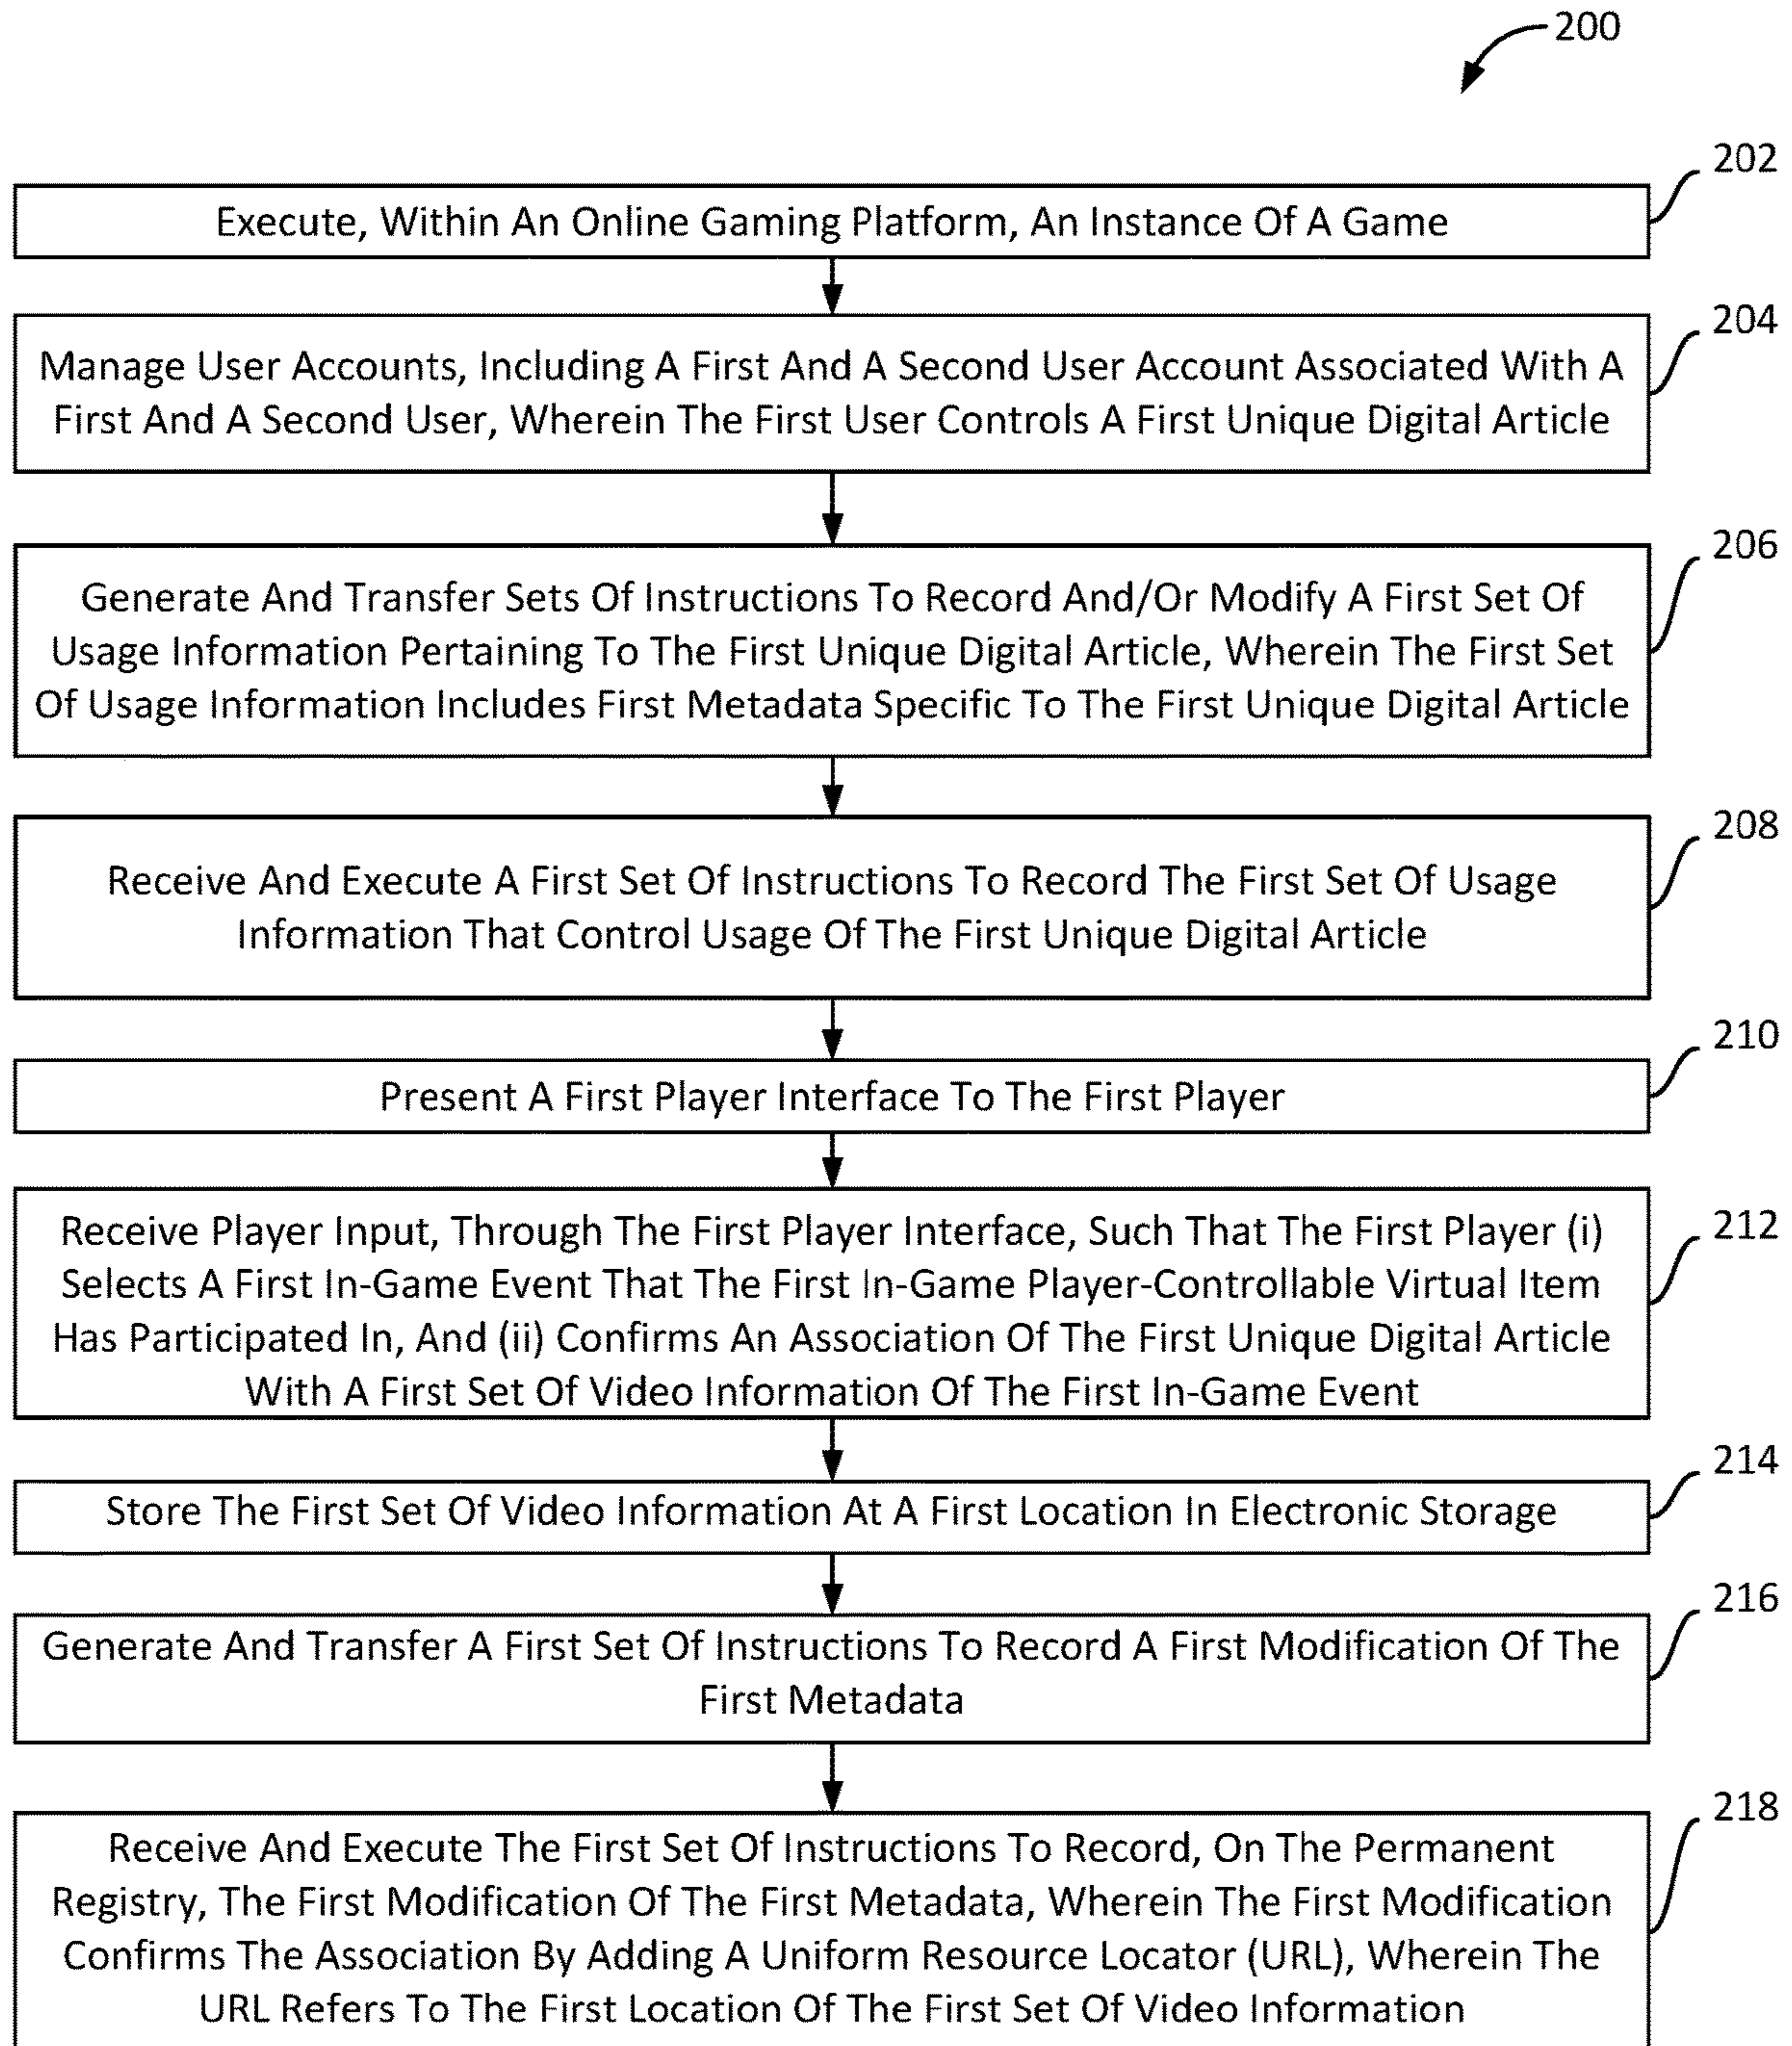 200
202
Execute, Within An Online Gaming Platform, An Instance Of A Game
204
Manage User Accounts, Including A First And A Second User Account Associated With A
First And A Second User, Wherein The First User Controls A First Unique Digital Article
206
Generate And Transfer Sets Of Instructions To Record And/Or Modify A First Set Of
Usage Information Pertaining To The First Unique Digital Article, Wherein The First Set
Of Usage Information Includes First Metadata Specific To The First Unique Digital Article
208
Receive And Execute A First Set Of Instructions To Record The First Set Of Usage
Information That Control Usage Of The First Unique Digital Article
210
Present A First Player Interface To The First Player
212
Receive Player Input, Through The First Player Interface, Such That The First Player (i)
Selects A First In-Game Event That The First In-Game Player-Controllable Virtual Item
Has Participated In, And (ii) Confirms An Association Of The First Unique Digital Article
With A First Set Of Video Information Of The First In-Game Event
214
Store The First Set Of Video Information At A First Location In Electronic Storage
216
Generate And Transfer A First Set Of Instructions To Record A First Modification Of The
First Metadata
218
Receive And Execute The First Set Of Instructions To Record, On The Permanent
Registry, The First Modification Of The First Metadata, Wherein The First Modification
Confirms The Association By Adding A Uniform Resource Locator (URL), Wherein The
URL Refers To The First Location Of The First Set Of Video Information